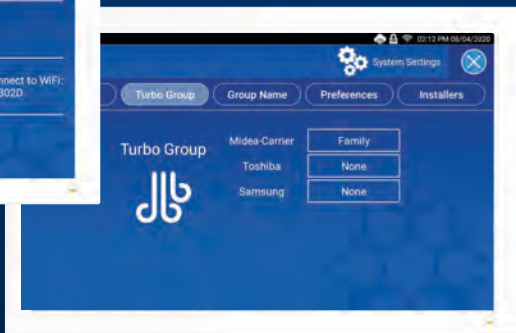 nnect to WiFi:
302D
02:12 PM 08/04/2020
System Settings
Turbo Group
Group Name
Preferences
Installers
Turbo Group
Midea-Carrier
Family
Toshiba
None
Samsung
None